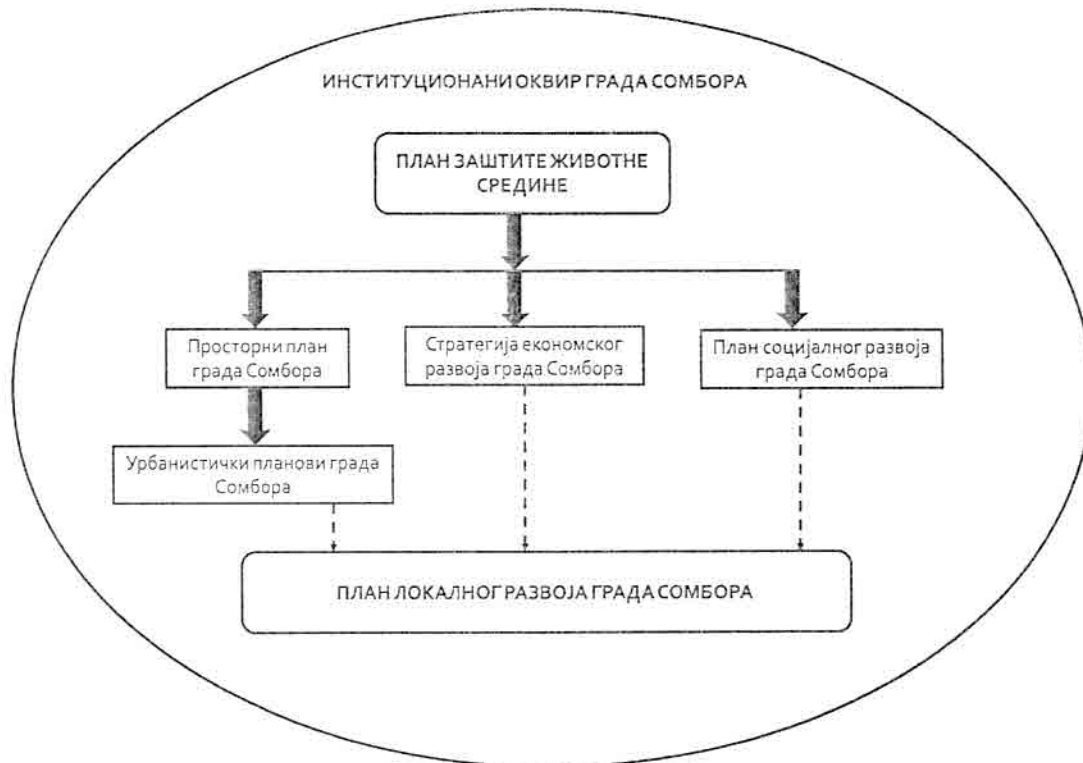 ИНСТИТУЦИОНАНИ ОКВИР ГРАДА СОМБОРА
ПЛАН ЗАШТИТЕ ЖИВОТНЕ
СРЕДИНЕ
Просторни план
града Сомбора
Стратегија економског
развоја града Сомбора
План социјалног развоја
града Сомбора
Урбанистички планови града
Сомбора
ПЛАН ЛОКАЛНОГ РАЗВОЈА ГРАДА СОМБОРА